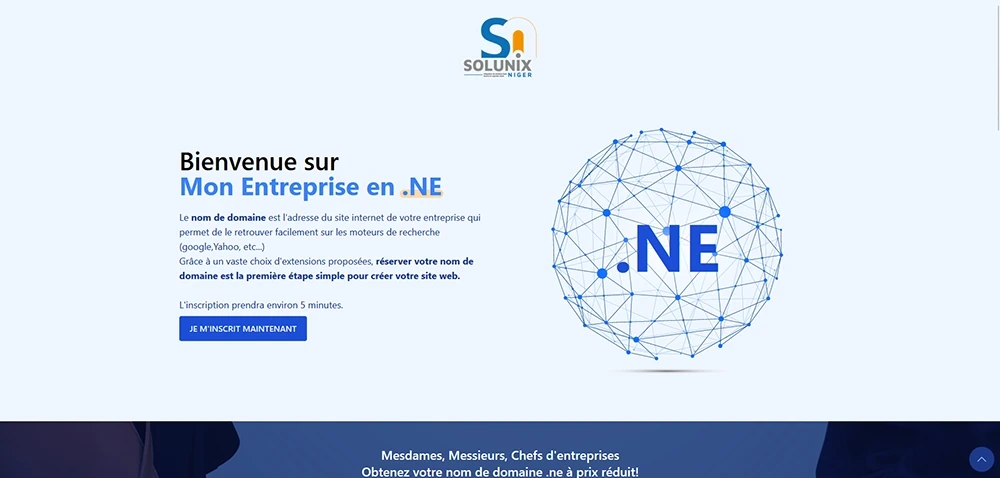 Sn
SOLUNIX
NIGER
Bienvenue sur
Mon Entreprise en .NE
Le nom de domaine est l'adresse du site internet de votre entreprise qui
permet de le retrouver facilement sur les moteurs de recherche
(google,Yahoo, etc...)
Grâce à un vaste choix d'extensions proposées, réserver votre nom de
domaine est la première étape simple pour créer votre site web.
L'inscription prendra environ 5 minutes.
JE M'INSCRIT MAINTENANT
.NE
Mesdames, Messieurs, Chefs d'entreprises
Obtenez votre nom de domaine .ne à prix réduit!